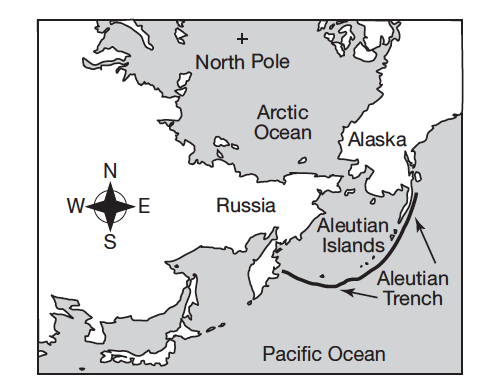 North Pole
Arctic
Ocean
Alaska
N
W
E
S
Russia
Aleutian
Islands
Aleutian
Trench
Pacific Ocean